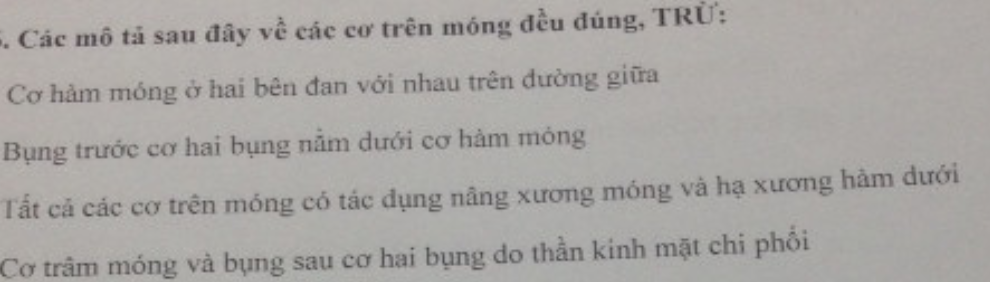 . Các mô tả sau đây về các cơ trên móng đều đúng, TRỪ:
Cơ hàm móng ở hai bên đan với nhau trên đường giữa
Bụng trước cơ hai bụng nằm dưới cơ hàm móng
Tất cả các cơ trên móng có tác dụng nâng xương móng và hạ xương hàm dưới
Cơ trâm móng và bụng sau cơ hai bụng do thần kinh mặt chi phối